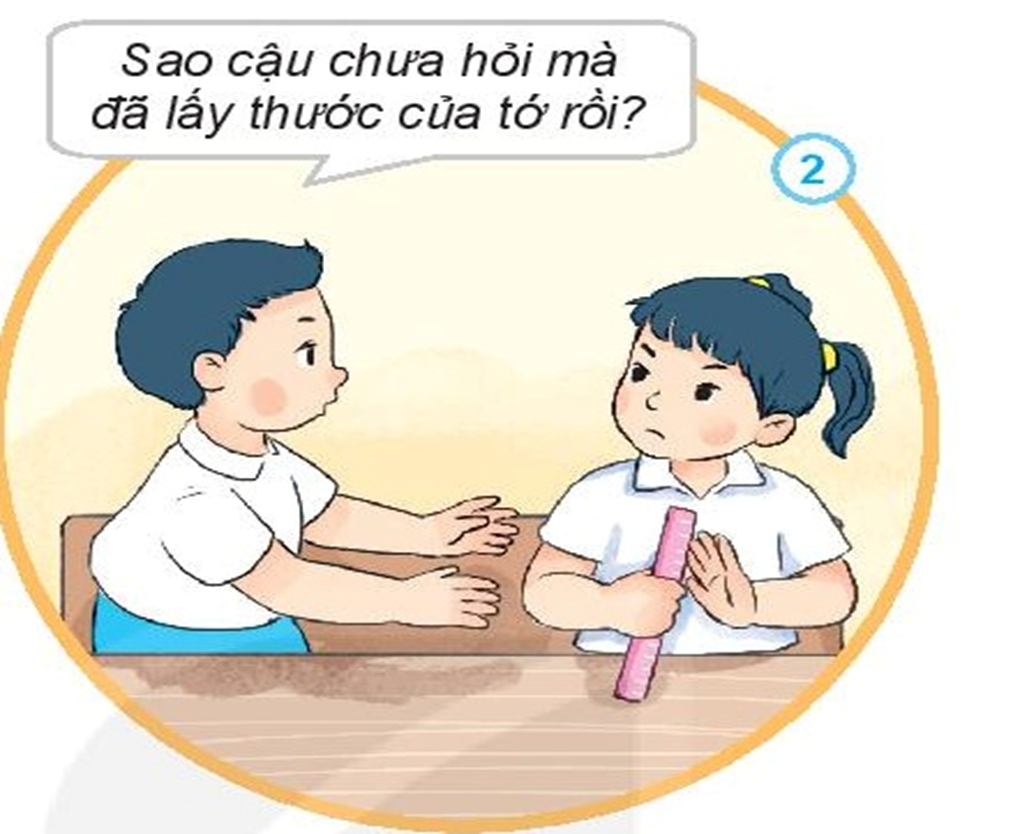 Sao cậu chưa hỏi mà
đã lấy thước của tớ rồi?
2